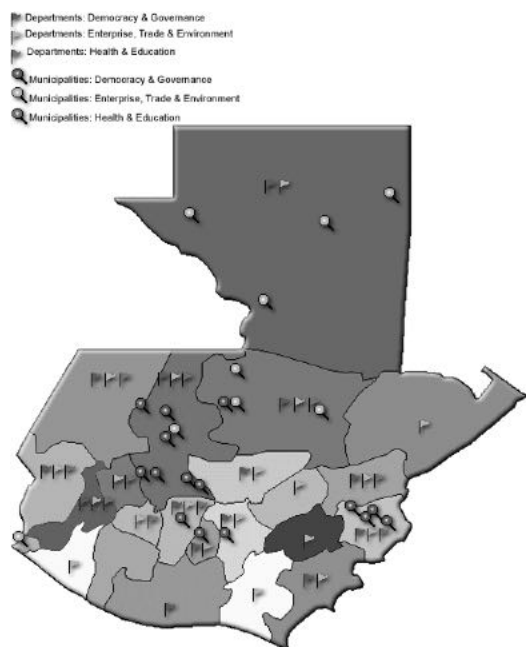 Departments: Democracy & Governance
Departments: Enterprise, Trade & Environment
Departments: Health & Education
Municipalities: Democracy & Governance
Municipalities: Enterprise, Trade & Environment
Municipalities: Health & Education